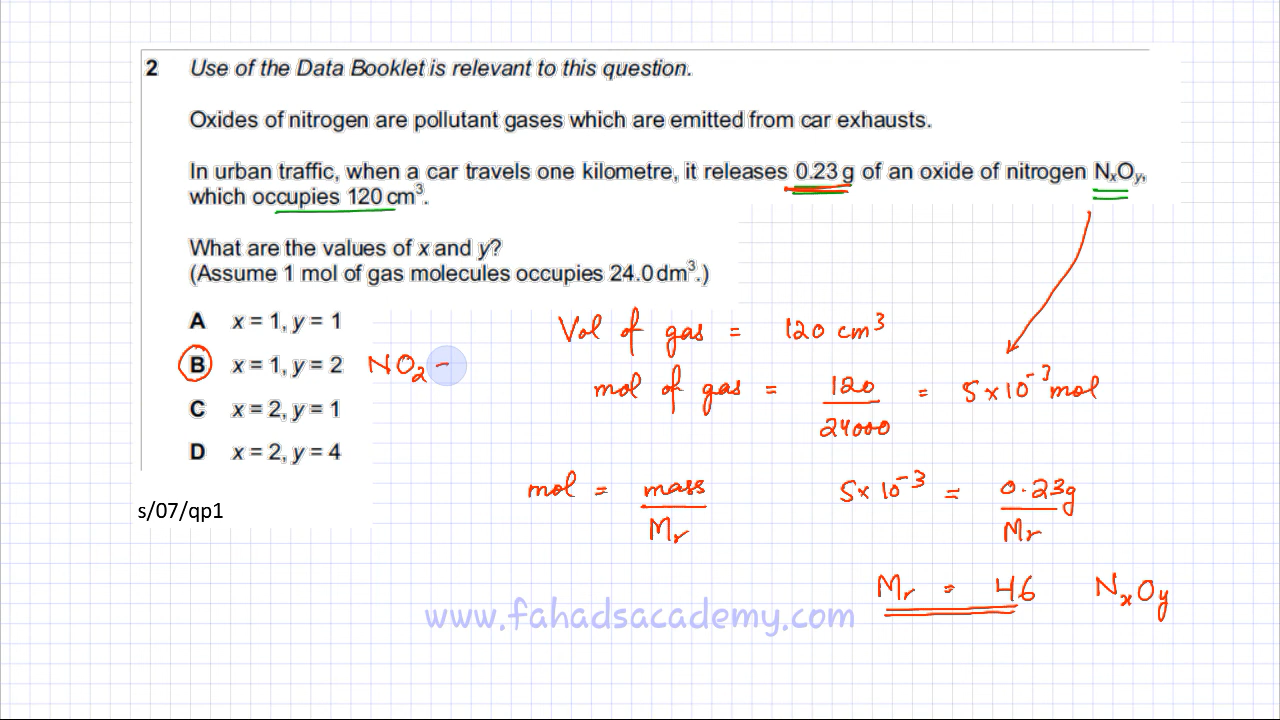 2 Use of the Data Booklet is relevant to this question.
Oxides of nitrogen are pollutant gases which are emitted from car exhausts.
In urban traffic, when a car travels one kilometre, it releases 0.23 g of an oxide of nitrogen NₓOᵧ,
which occupies 120 cm³.
What are the values of x and y?
(Assume 1 mol of gas molecules occupies 24.0 dm³.)
A x = 1, y = 1
B x = 1, y = 2 NO₂ -
C x = 2, y = 1
D x = 2, y = 4
s/07/qp1
Vol of gas = 120 cm³
mol of gas = 120/24000 = 5 × 10⁻³ mol
mol = mass/Mr 5 × 10⁻³ = 0.23g/Mr
Mr = 46 NₓOᵧ
www.fahadsacademy.com